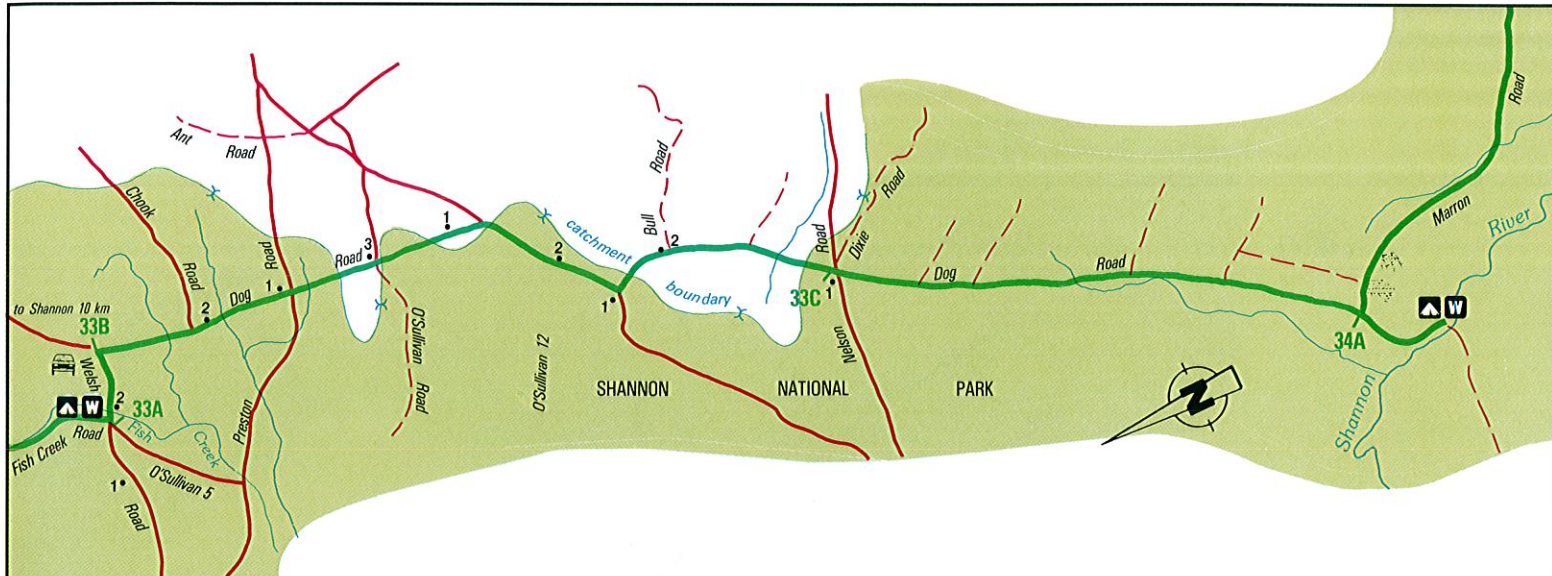 Road
Ant
Road
Road
Road
Bull
Chook
River
Marron
Road
Dixie
1
3
2
Road
2
catchment
Road
Road
1
Dog
Road
Dog
Road
to Shannon 10 km
2
boundary
33C
1
1
33B
W
34A
Welsh
O'Sullivan
Road
O'Sullivan 12
SHANNON
NATIONAL
PARK
Nelson
N
W
2
33A
Road
Fish
Creek
Preston
Shannon
Fish Creek
O'Sullivan 5
1
Road